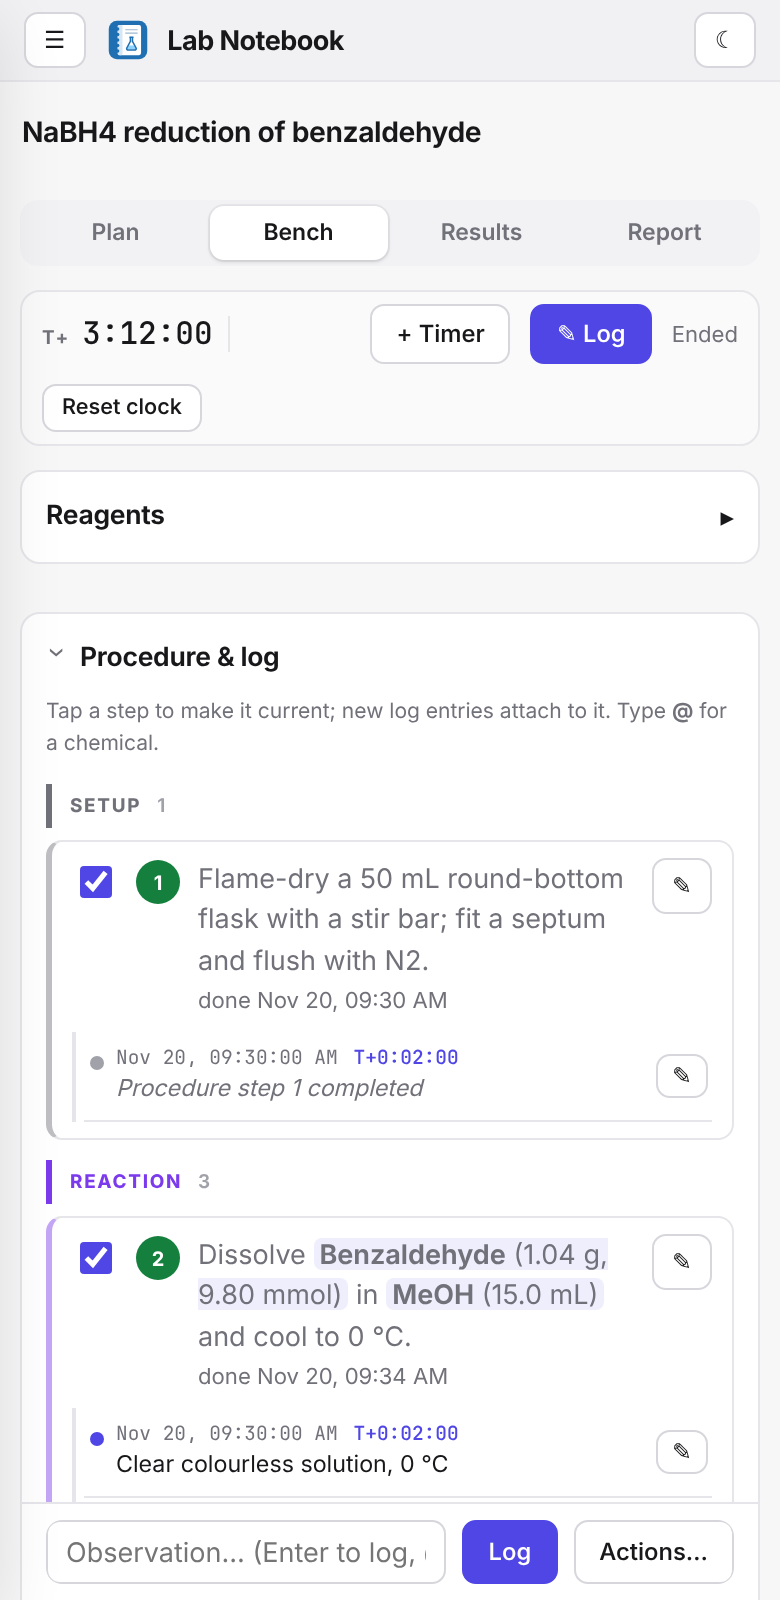 ☰ Lab Notebook ☾
NaBH4 reduction of benzaldehyde
Plan Bench Results Report
T+ 3:12:00 + Timer ✎ Log Ended
Reset clock
Reagents ▶
Procedure & log
Tap a step to make it current; new log entries attach to it. Type @ for
a chemical.
SETUP 1
1 Flame-dry a 50 mL round-bottom ✎
flask with a stir bar; fit a septum
and flush with N2.
done Nov 20, 09:30 AM
Nov 20, 09:30:00 AM T+0:02:00
Procedure step 1 completed ✎
REACTION 3
2 Dissolve Benzaldehyde (1.04 g, ✎
9.80 mmol) in MeOH (15.0 mL)
and cool to 0 °C.
done Nov 20, 09:34 AM
Nov 20, 09:30:00 AM T+0:02:00
Clear colourless solution, 0 °C ✎
Observation... (Enter to log, Log Actions...